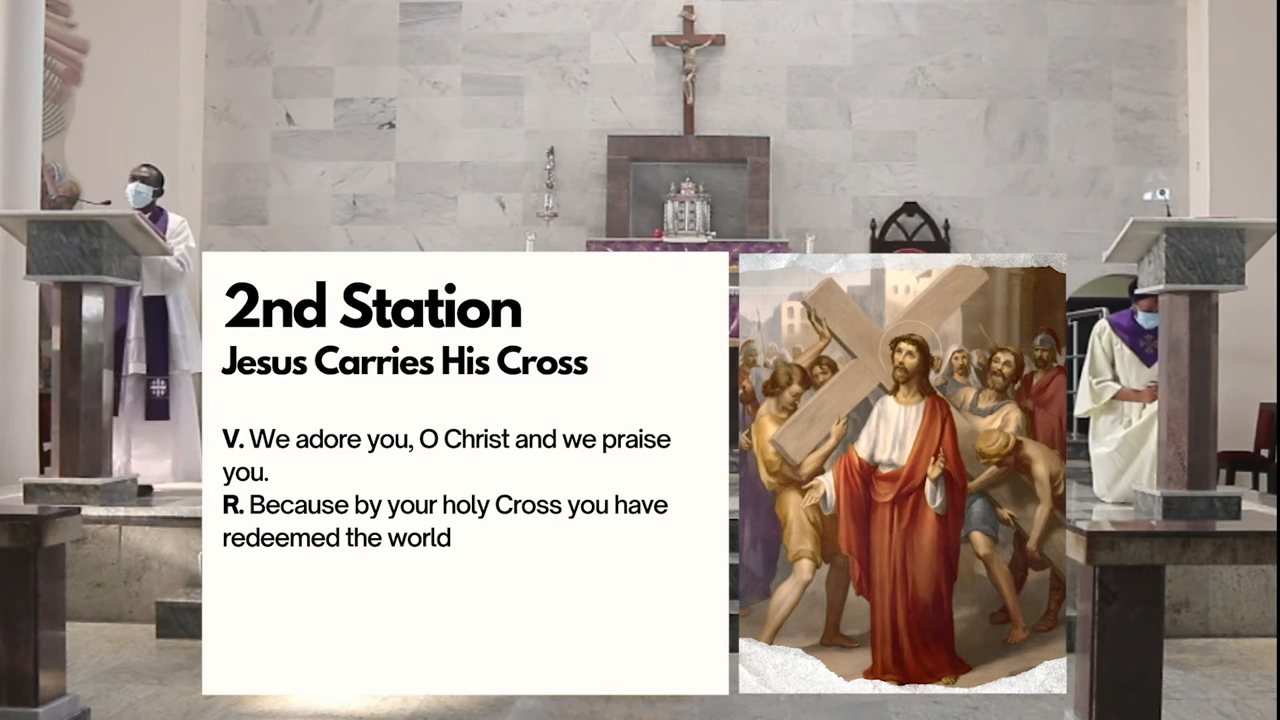 2nd Station
Jesus Carries His Cross
V. We adore you, O Christ and we praise
you.
R. Because by your holy Cross you have
redeemed the world